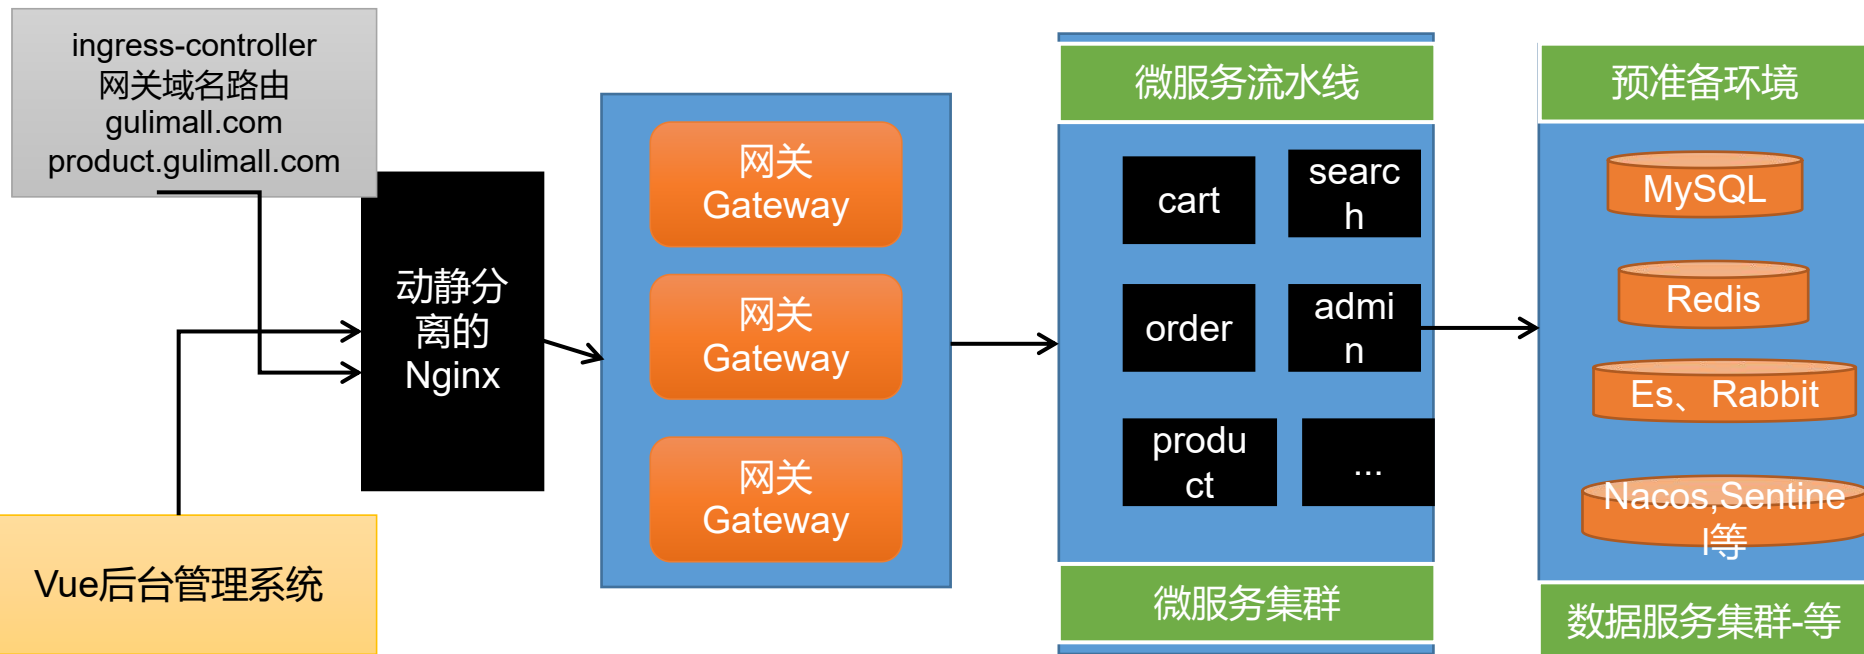 ingress-controller
网关域名路由
gulimall.com
product.gulimall.com
动静分
离的
Nginx
Vue后台管理系统
网关
Gateway
网关
Gateway
网关
Gateway
微服务流水线
cart
searc
h
order
admi
n
produ
ct
...
微服务集群
预准备环境
MySQL
Redis
Es、Rabbit
Nacos,Sentine
l等
数据服务集群-等